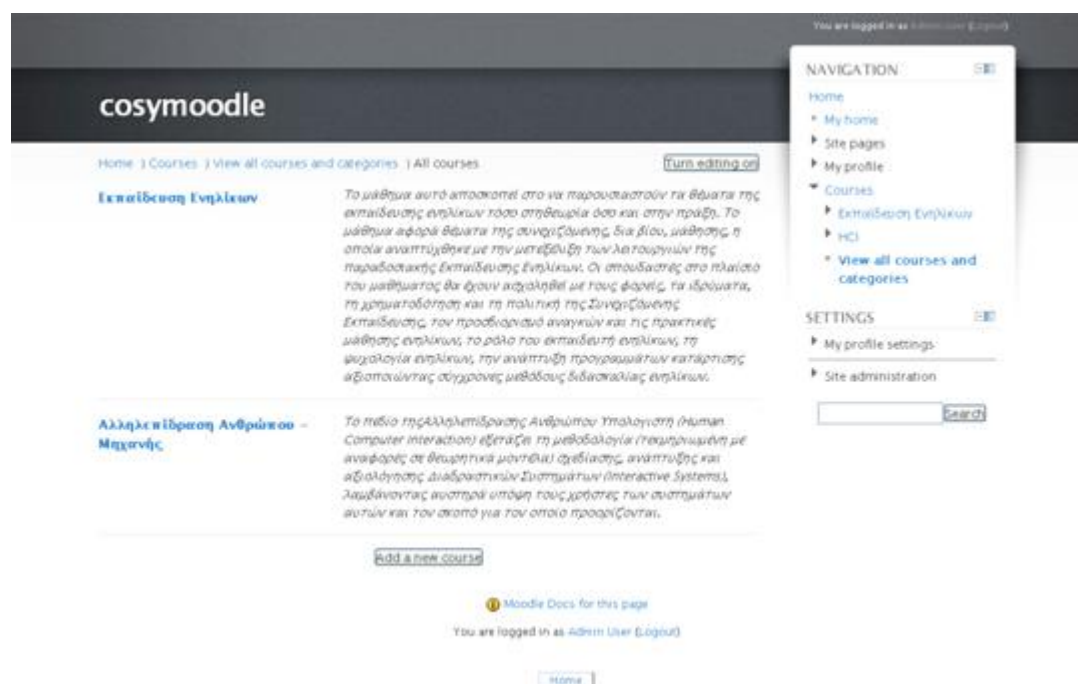 You are logged in as Admin User (Logout)
cosymoodle
Home ) Courses ) View all courses and categories ) All courses
Turn editing on
Εκπαίδευση Ενηλίκων
Το μάθημα αυτό αποσκοπεί στο να παρουσιαστούν τα θέματα της
εκπαίδευσης ενηλίκων τόσο στηθεωρία όσο και στην πράξη. Το
μάθημα αφορά θέματα της συνεχιζόμενης, δια βίου, μάθησης, η
οποία αναπτύχθηκε με την μετεξέλιξη των λειτουργιών της
παραδοσιακής Εκπαίδευσης Ενηλίκων. Οι σπουδαστές στο πλαίσιο
του μαθήματος θα έχουν ασχοληθεί με τους φορείς, τα ιδρύματα,
τη χρηματοδότηση και τη πολιτική της Συνεχιζόμενης
Εκπαίδευσης, τον προσδιορισμό αναγκών και τις πρακτικές
μάθησης ενηλίκων, το ρόλο του εκπαιδευτή ενηλίκων, τη
ψυχολογία ενηλίκων, την ανάπτυξη προγραμμάτων κατάρτισης
αξιοποιώντας σύγχρονες μεθόδους διδασκαλίας ενηλίκων.
Αλληλεπίδραση Ανθρώπου –
Μηχανής
Το πεδίο τηςΑλληλεπίδρασης Ανθρώπου Υπολογιστή (Human
Computer Interaction) εξετάζει τη μεθοδολογία (τεκμηριωμένη με
αναφορές σε θεωρητικά μοντέλα) σχεδίασης, ανάπτυξης και
αξιολόγησης Διαδραστικών Συστημάτων (Interactive Systems),
λαμβάνοντας αυστηρά υπόψη τους χρήστες των συστημάτων
αυτών και τον σκοπό για τον οποίο προορίζονται.
Add a new course
Moodle Docs for this page
You are logged in as Admin User (Logout)
Home
NAVIGATION
Home
My home
Site pages
My profile
Courses
Εκπαίδευση Ενηλίκων
HCI
View all courses and
categories
SETTINGS
My profile settings
Site administration
Search